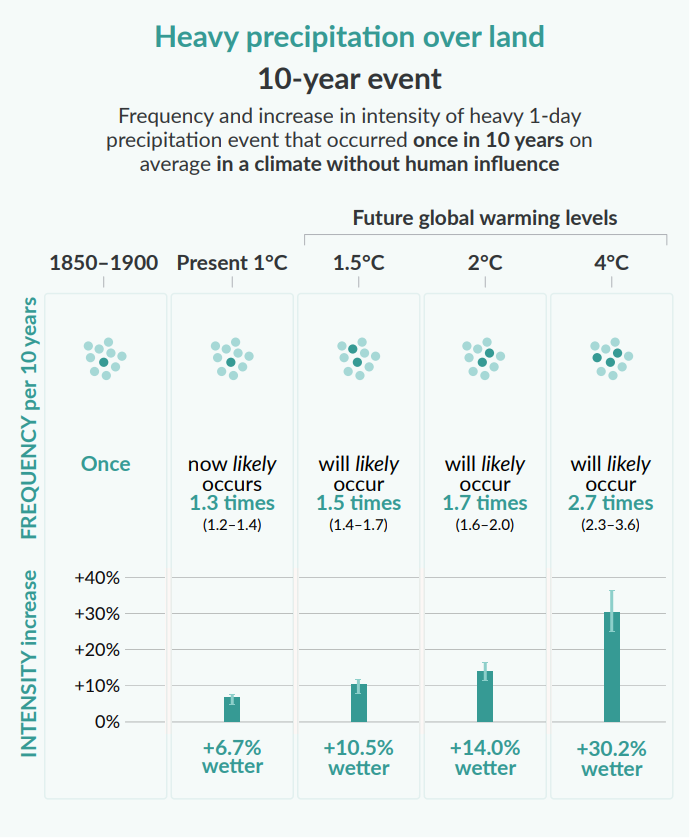 Heavy precipitation over land
10-year event
Frequency and increase in intensity of heavy 1-day
precipitation event that occurred once in 10 years on
average in a climate without human influence
Future global warming levels
1850–1900 Present 1°C 1.5°C 2°C 4°C
FREQUENCY per 10 years
Once
now likely
occurs
1.3 times
(1.2–1.4)
will likely
occur
1.5 times
(1.4–1.7)
will likely
occur
1.7 times
(1.6–2.0)
will likely
occur
2.7 times
(2.3–3.6)
INTENSITY increase
+40%
+30%
+20%
+10%
0%
+6.7%
wetter
+10.5%
wetter
+14.0%
wetter
+30.2%
wetter